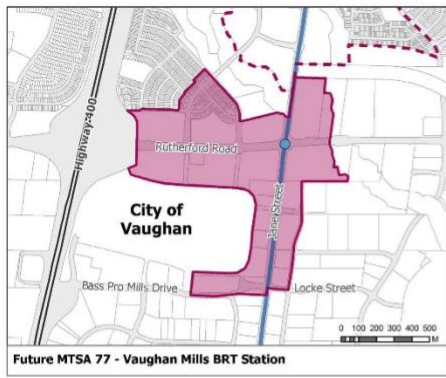 Highway 400
Rutherford Road
City of
Vaughan
Jane Street
Bass Pro Mills Drive
Locke Street
0 100 200 300 400 500
M
Future MTSA 77 - Vaughan Mills BRT Station